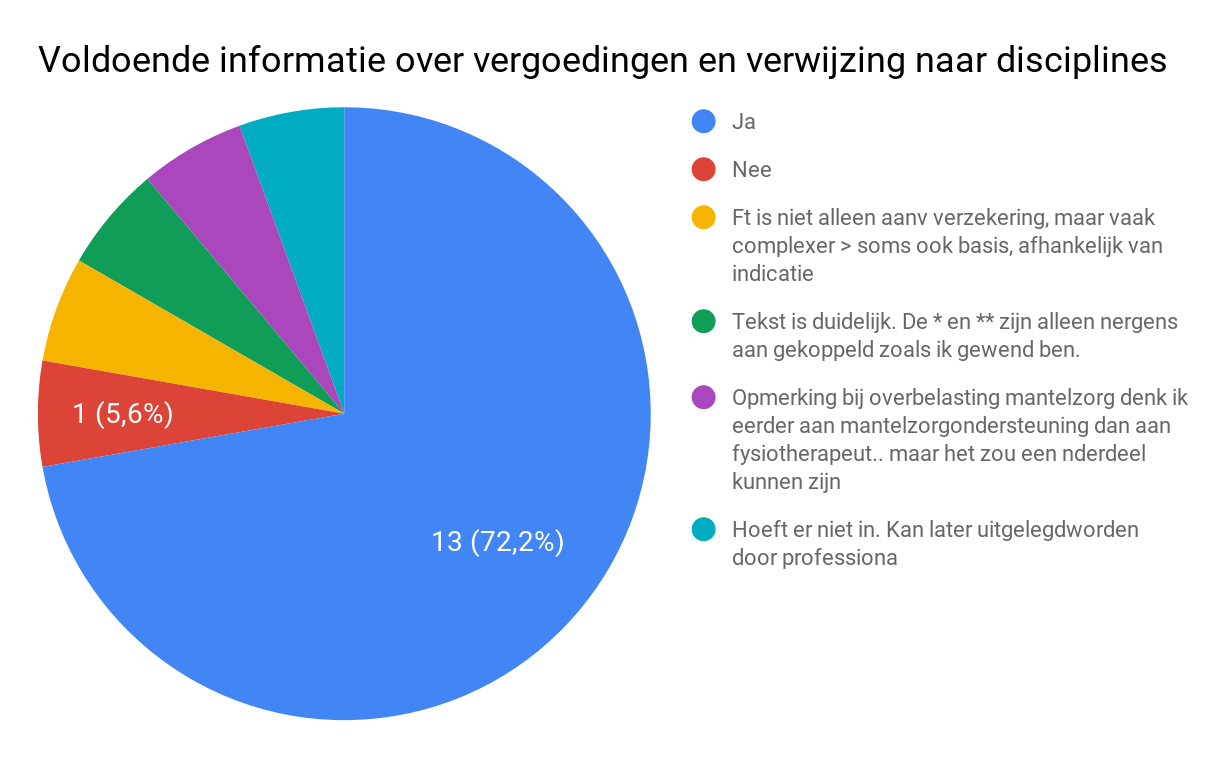 Voldoende informatie over vergoedingen en verwijzing naar disciplines
Ja
Nee
Ft is niet alleen aanv verzekering, maar vaak
complexer > soms ook basis, afhankelijk van
indicatie
Tekst is duidelijk. De * en ** zijn alleen nergens
aan gekoppeld zoals ik gewend ben.
Opmerking bij overbelasting mantelzorg denk ik
eerder aan mantelzorgondersteuning dan aan
fysiotherapeut.. maar het zou een nderdeel
kunnen zijn
Hoeft er niet in. Kan later uitgelegdworden
door professiona
1 (5,6%)
13 (72,2%)